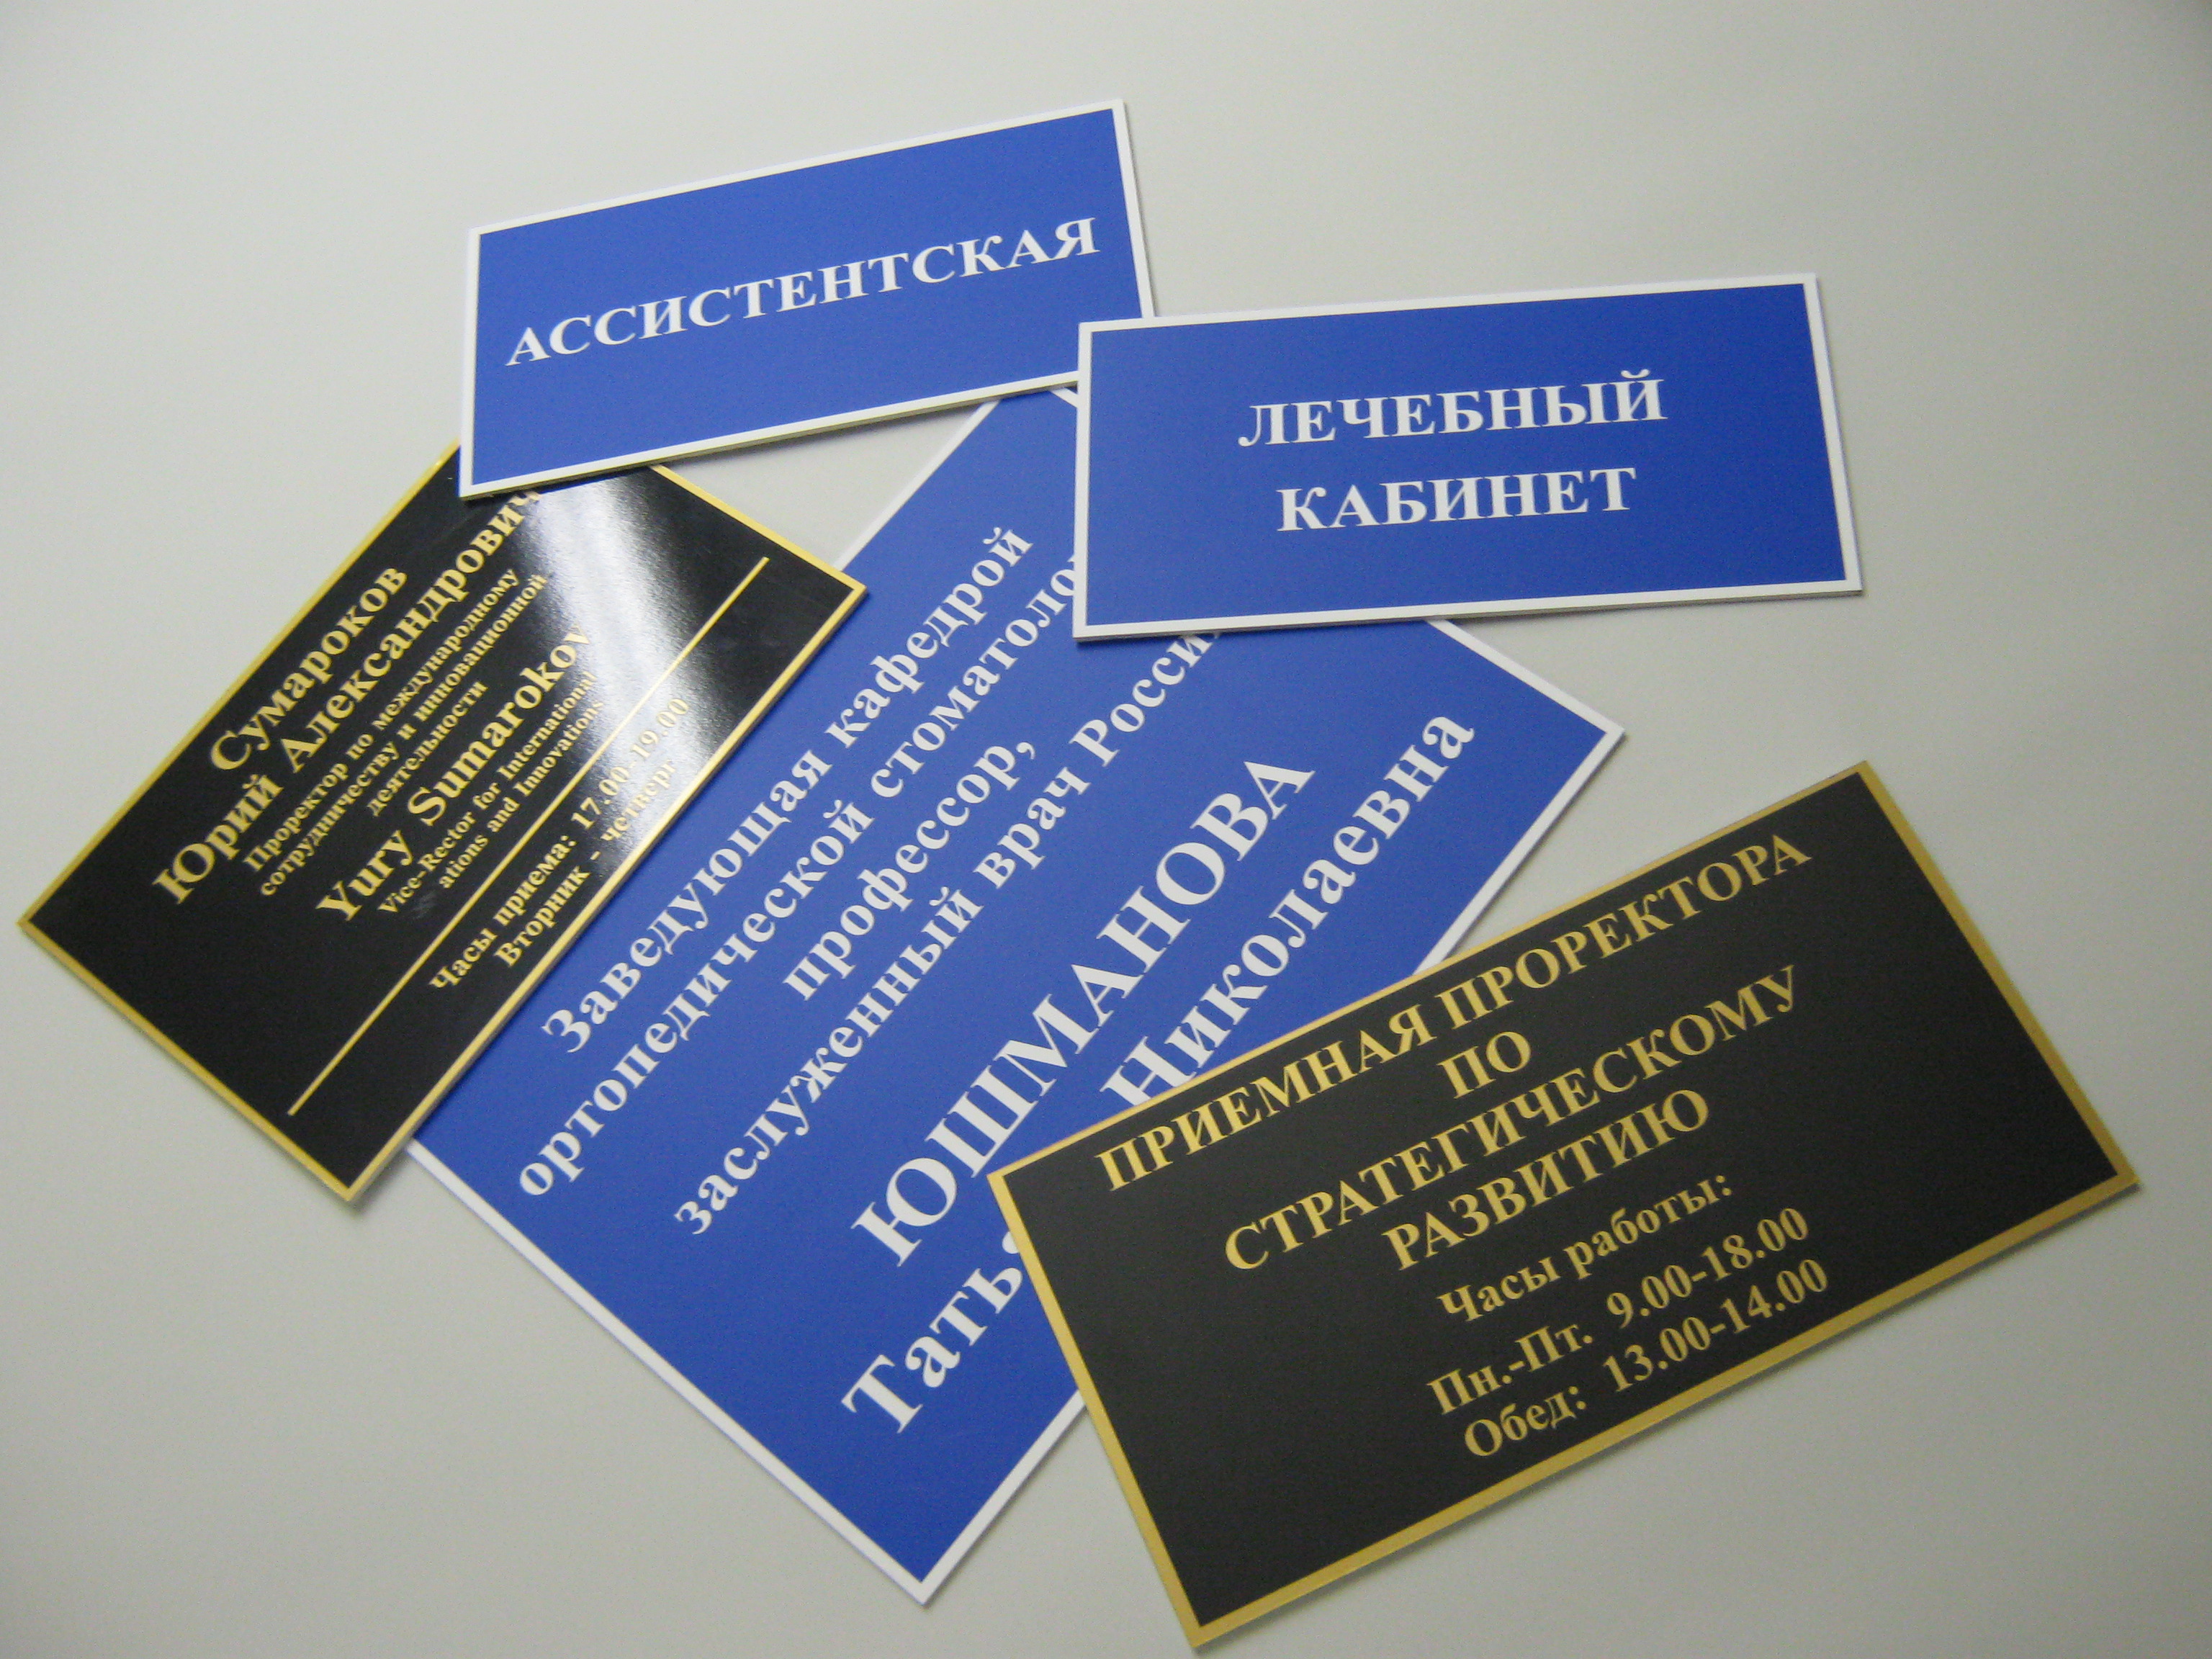 АССИСТЕНТСКАЯ
ЛЕЧЕБНЫЙ
КАБИНЕТ
Сумароков
Юрий Александрович
Проректор по международному
сотрудничеству и инновационной
деятельности
Yury Sumarokov
Vice-Rector for International
ations and Innovations
Часы приема: 17.00-19.00
Вторник - четверг
Заведующая кафедрой
ортопедической
профессор,
заслуженный врач
ЮШМАНОВА
Николаевна
ПРИЕМНАЯ ПРОРЕКТОРА
ПО
СТРАТЕГИЧЕСКОМУ
РАЗВИТИЮ
Часы работы:
Пн.-Пт. 9.00-18.00
Обед: 13.00-14.00